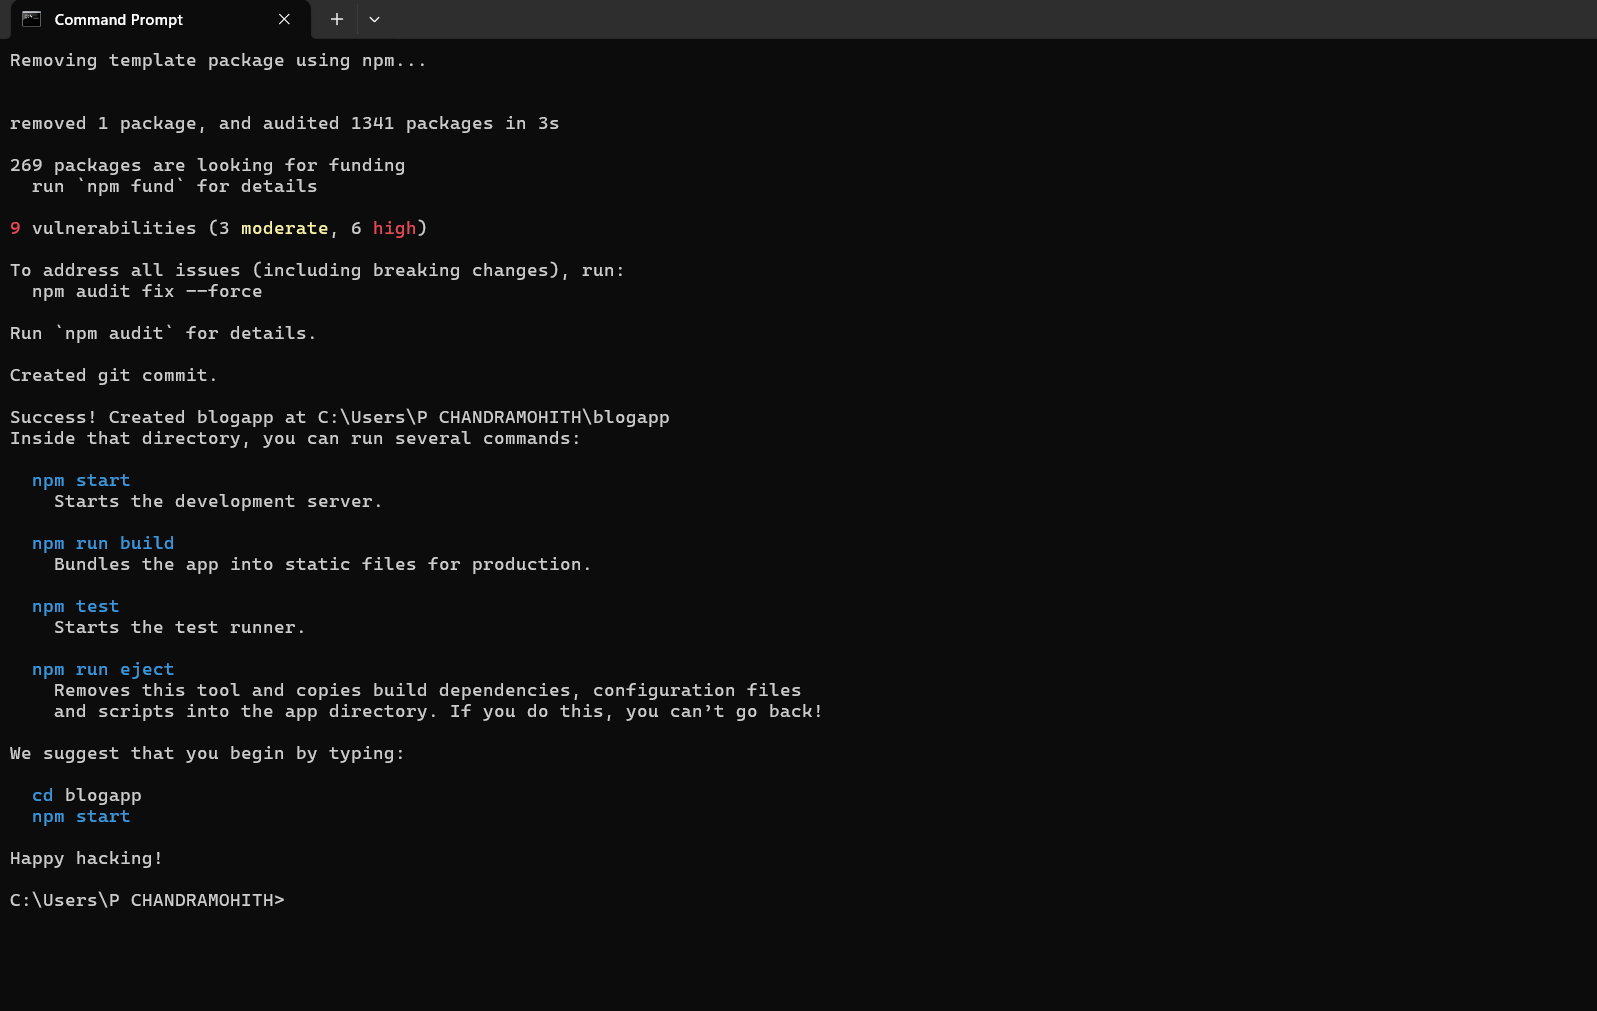 Command Prompt
Removing template package using npm...
removed 1 package, and audited 1341 packages in 3s
269 packages are looking for funding
run `npm fund` for details
9 vulnerabilities (3 moderate, 6 high)
To address all issues (including breaking changes), run:
npm audit fix --force
Run `npm audit` for details.
Created git commit.
Success! Created blogapp at C:\Users\P CHANDRAMOHITH\blogapp
Inside that directory, you can run several commands:
npm start
Starts the development server.
npm run build
Bundles the app into static files for production.
npm test
Starts the test runner.
npm run eject
Removes this tool and copies build dependencies, configuration files
and scripts into the app directory. If you do this, you can’t go back!
We suggest that you begin by typing:
cd blogapp
npm start
Happy hacking!
C:\Users\P CHANDRAMOHITH>